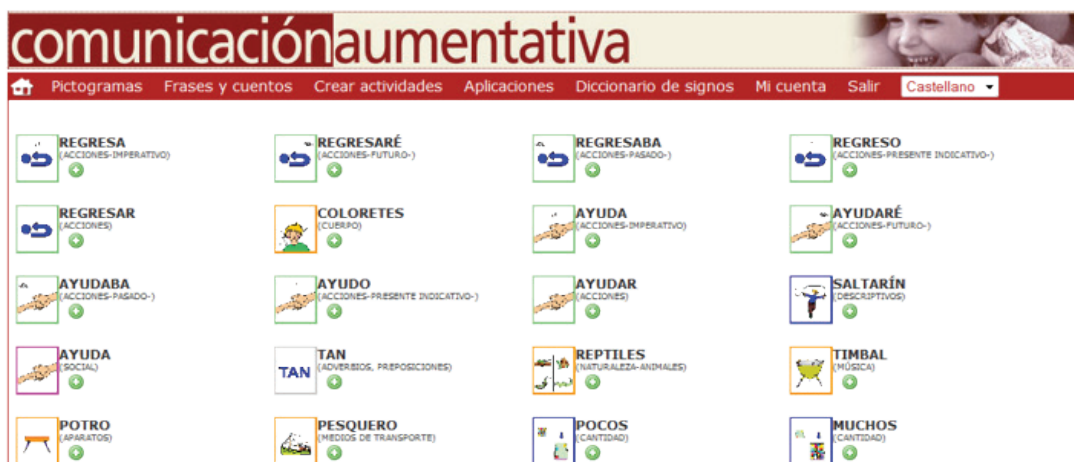 comunicaciónaumentativa
Pictogramas Frases y cuentos Crear actividades Aplicaciones Diccionario de signos Mi cuenta Salir Castellano
REGRESA
(ACCIONES-IMPERATIVO)
REGRESARÉ
(ACCIONES-FUTURO-)
REGRESABA
(ACCIONES-PASADO-)
REGRESO
(ACCIONES-PRESENTE INDICATIVO-)
REGRESAR
(ACCIONES)
COLORETES
(CUERPO)
AYUDA
(ACCIONES-IMPERATIVO)
AYUDARÉ
(ACCIONES-FUTURO-)
AYUDABA
(ACCIONES-PASADO-)
AYUDO
(ACCIONES-PRESENTE INDICATIVO-)
AYUDAR
(ACCIONES)
SALTARÍN
(DESCRIPTIVOS)
AYUDA
(SOCIAL)
TAN
TAN
(ADVERBIOS, PREPOSICIONES)
REPTILES
(NATURALEZA-ANIMALES)
TIMBAL
(MÚSICA)
POTRO
(APARATOS)
PESQUERO
(MEDIOS DE TRANSPORTE)
POCOS
(CANTIDAD)
MUCHOS
(CANTIDAD)